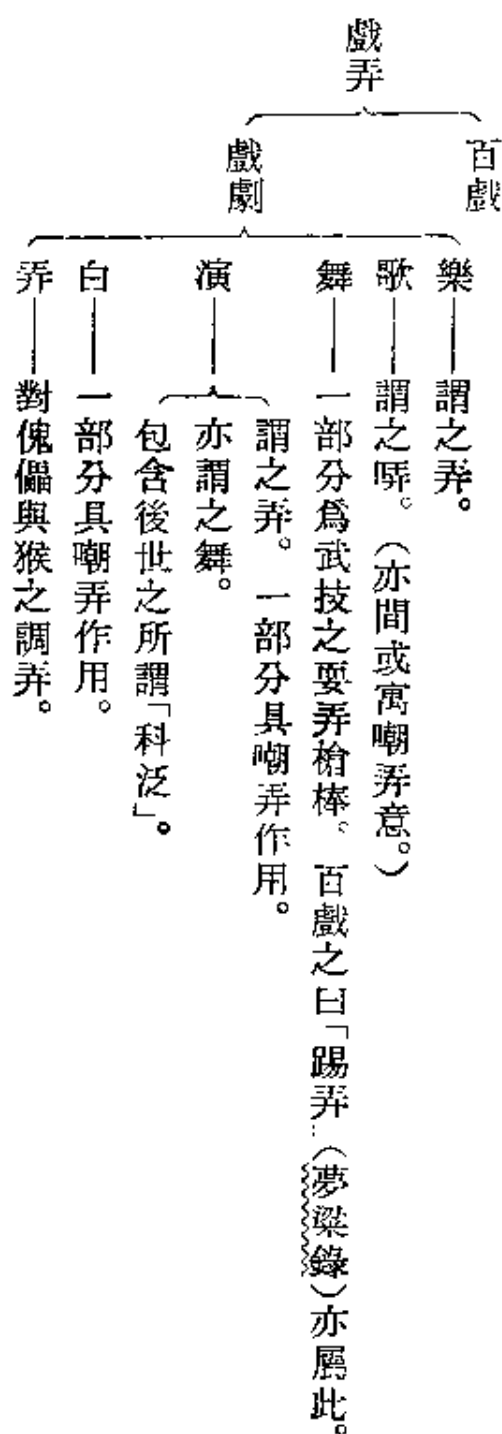 百戲
戲弄
戲劇
樂——謂之弄。
歌——謂之哢。（亦間或寓嘲弄意。）
舞——一部分爲武技之耍弄槍棒。百戲之曰「踢弄」（夢粱錄）亦屬此。
演
謂之弄。一部分具嘲弄作用。
亦謂之舞。
包含後世之所謂「科泛」。
白——一部分具嘲弄作用。
弄——對傀儡與猴之調弄。